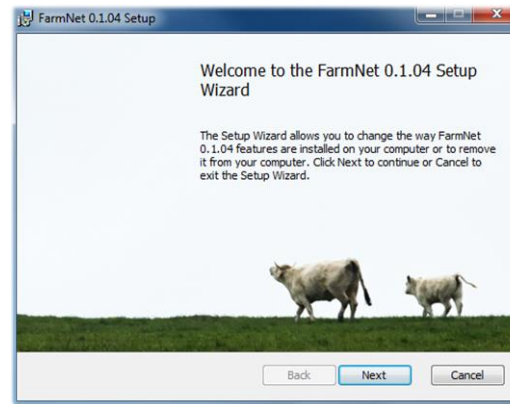 FarmNet 0.1.04 Setup
Welcome to the FarmNet 0.1.04 Setup
Wizard
The Setup Wizard allows you to change the way FarmNet
0.1.04 features are installed on your computer or to remove
it from your computer. Click Next to continue or Cancel to
exit the Setup Wizard.
Back Next Cancel